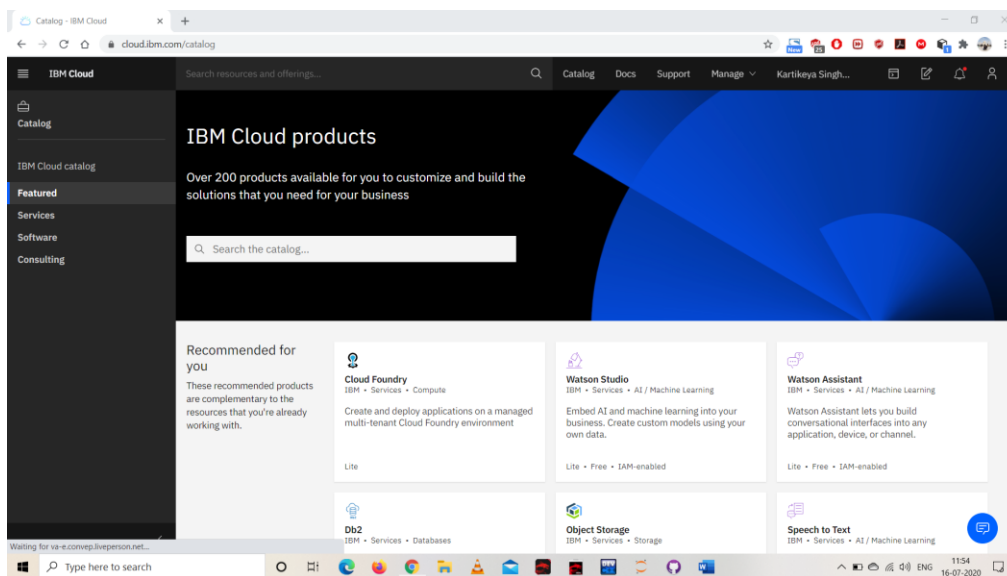 Catalog - IBM Cloud
cloud.ibm.com/catalog
New
25
1
IBM Cloud
Search resources and offerings...
Catalog
Docs
Support
Manage
Kartikeya Singh...
Catalog
IBM Cloud catalog
Featured
Services
Software
Consulting
IBM Cloud products
Over 200 products available for you to customize and build the
solutions that you need for your business
Search the catalog...
Recommended for
you
These recommended products
are complementary to the
resources that you're already
working with.
Cloud Foundry
IBM • Services • Compute
Create and deploy applications on a managed
multi-tenant Cloud Foundry environment
Lite
Watson Studio
IBM • Services • AI / Machine Learning
Embed AI and machine learning into your
business. Create custom models using your
own data.
Lite • Free • IAM-enabled
Watson Assistant
IBM • Services • AI / Machine Learning
Watson Assistant lets you build
conversational interfaces into any
application, device, or channel.
Lite • Free • IAM-enabled
Db2
IBM • Services • Databases
Object Storage
IBM • Services • Storage
Speech to Text
IBM • Services • AI / Machine Learning
Waiting for va-e.convep.liveperson.net...
Type here to search
ENG
11:54
16-07-2020